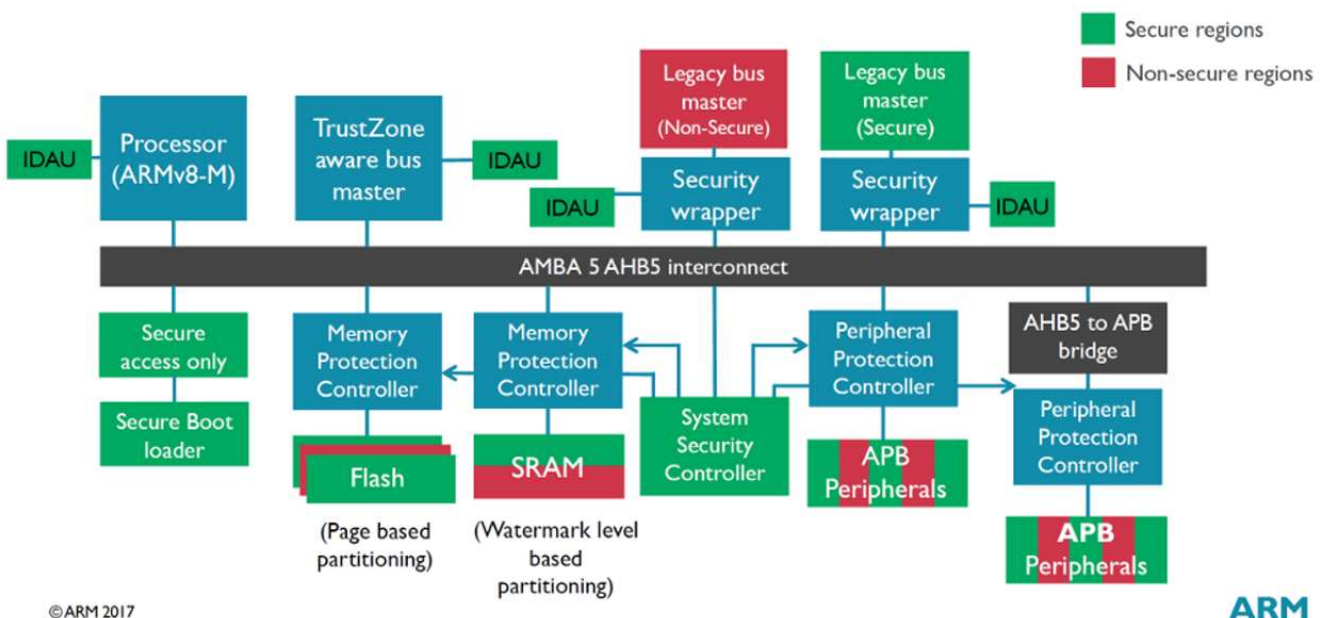 Secure regions
Non-secure regions
IDAU
Processor
(ARMv8-M)
TrustZone
aware bus
master
IDAU
Legacy bus
master
(Non-Secure)
IDAU
Security
wrapper
Legacy bus
master
(Secure)
Security
wrapper
IDAU
AMBA 5 AHB5 interconnect
Secure
access only
Secure Boot
loader
Memory
Protection
Controller
Flash
(Page based
partitioning)
Memory
Protection
Controller
SRAM
(Watermark level
based
partitioning)
System
Security
Controller
Peripheral
Protection
Controller
APB
Peripherals
AHB5 to APB
bridge
Peripheral
Protection
Controller
APB
Peripherals
© ARM 2017
ARM